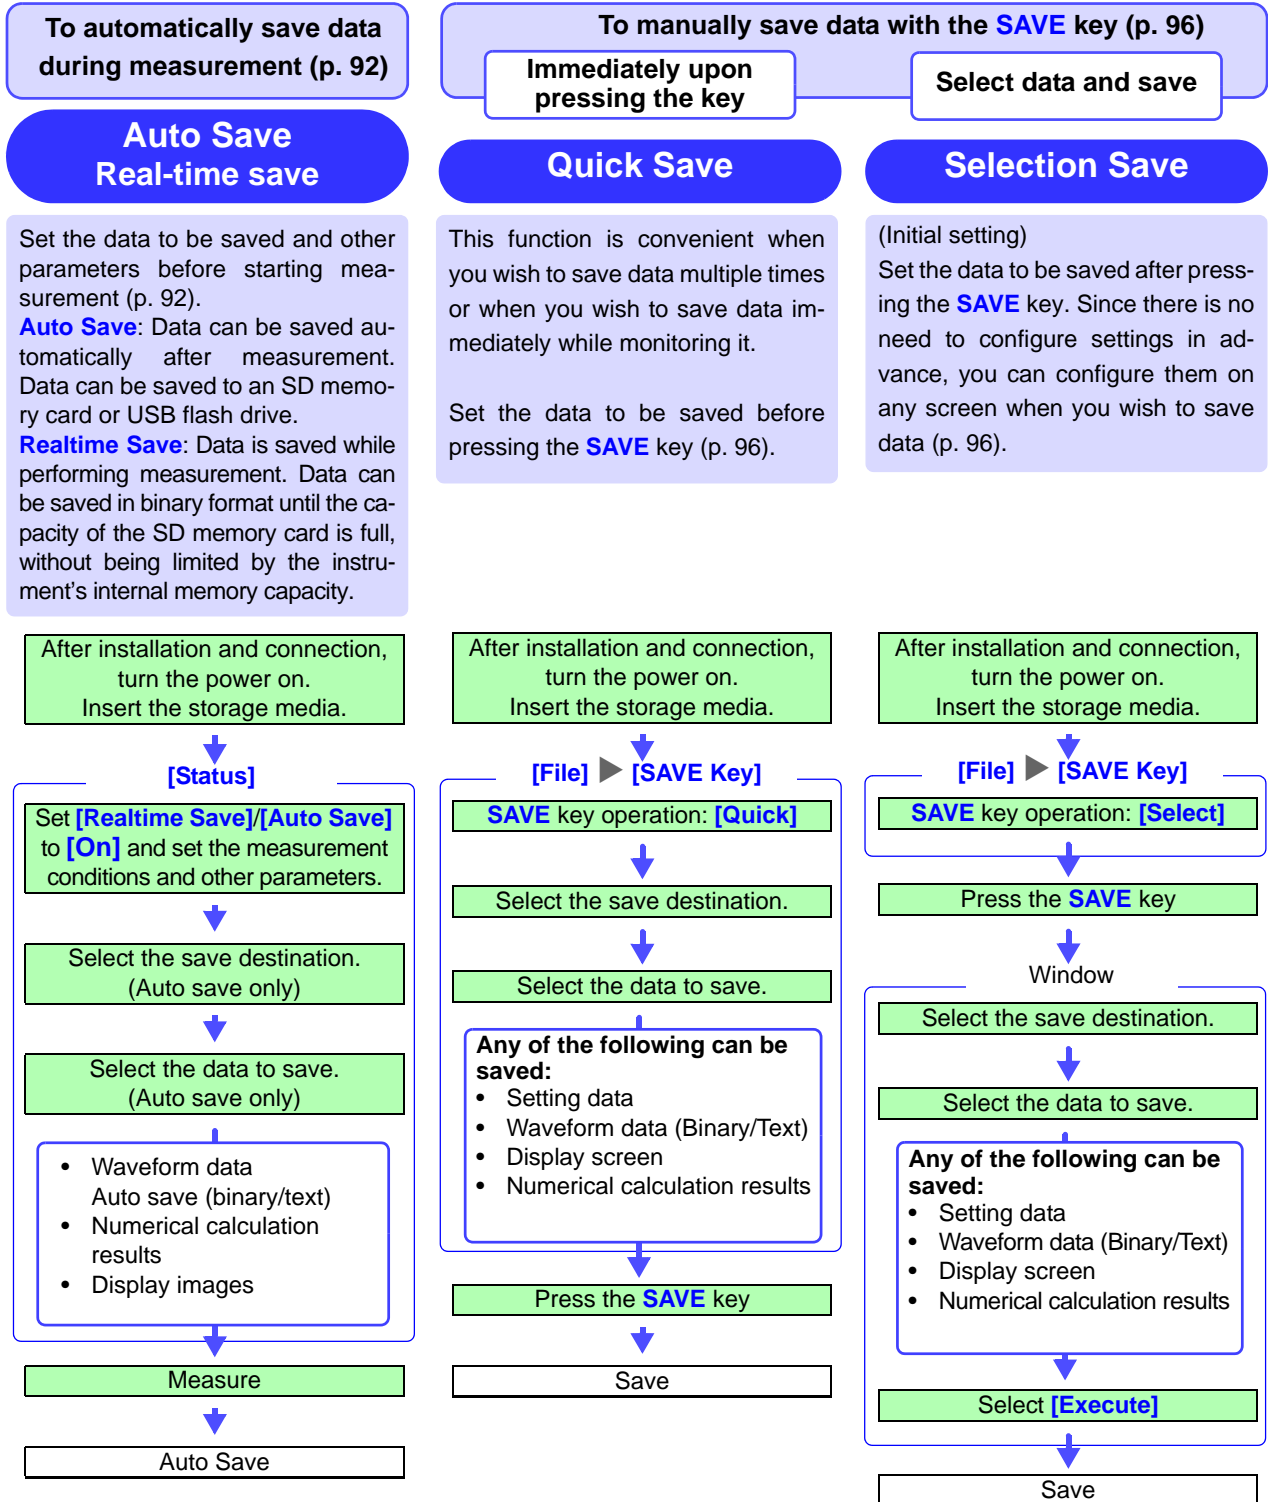 To automatically save data
during measurement (p. 92)
To manually save data with the SAVE key (p. 96)
Immediately upon
pressing the key
Select data and save
Auto Save
Real-time save
Quick Save
Selection Save
Set the data to be saved and other
parameters before starting mea-
surement (p. 92).
Auto Save: Data can be saved au-
tomatically after measurement.
Data can be saved to an SD memo-
ry card or USB flash drive.
Realtime Save: Data is saved while
performing measurement. Data can
be saved in binary format until the ca-
pacity of the SD memory card is full,
without being limited by the instru-
ment's internal memory capacity.
This function is convenient when
you wish to save data multiple times
or when you wish to save data im-
mediately while monitoring it.
Set the data to be saved before
pressing the SAVE key (p. 96).
(Initial setting)
Set the data to be saved after press-
ing the SAVE key. Since there is no
need to configure settings in ad-
vance, you can configure them on
any screen when you wish to save
data (p. 96).
After installation and connection,
turn the power on.
Insert the storage media.
[Status]
Set [Realtime Save]/[Auto Save]
to [On] and set the measurement
conditions and other parameters.
Select the save destination.
(Auto save only)
Select the data to save.
(Auto save only)
• Waveform data
Auto save (binary/text)
• Numerical calculation
results
• Display images
Measure
Auto Save
After installation and connection,
turn the power on.
Insert the storage media.
[File] ▶ [SAVE Key]
SAVE key operation: [Quick]
Select the save destination.
Select the data to save.
Any of the following can be
saved:
• Setting data
• Waveform data (Binary/Text)
• Display screen
• Numerical calculation results
Press the SAVE key
Save
After installation and connection,
turn the power on.
Insert the storage media.
[File] ▶ [SAVE Key]
SAVE key operation: [Select]
Press the SAVE key
Window
Select the save destination.
Select the data to save.
Any of the following can be
saved:
• Setting data
• Waveform data (Binary/Text)
• Display screen
• Numerical calculation results
Select [Execute]
Save